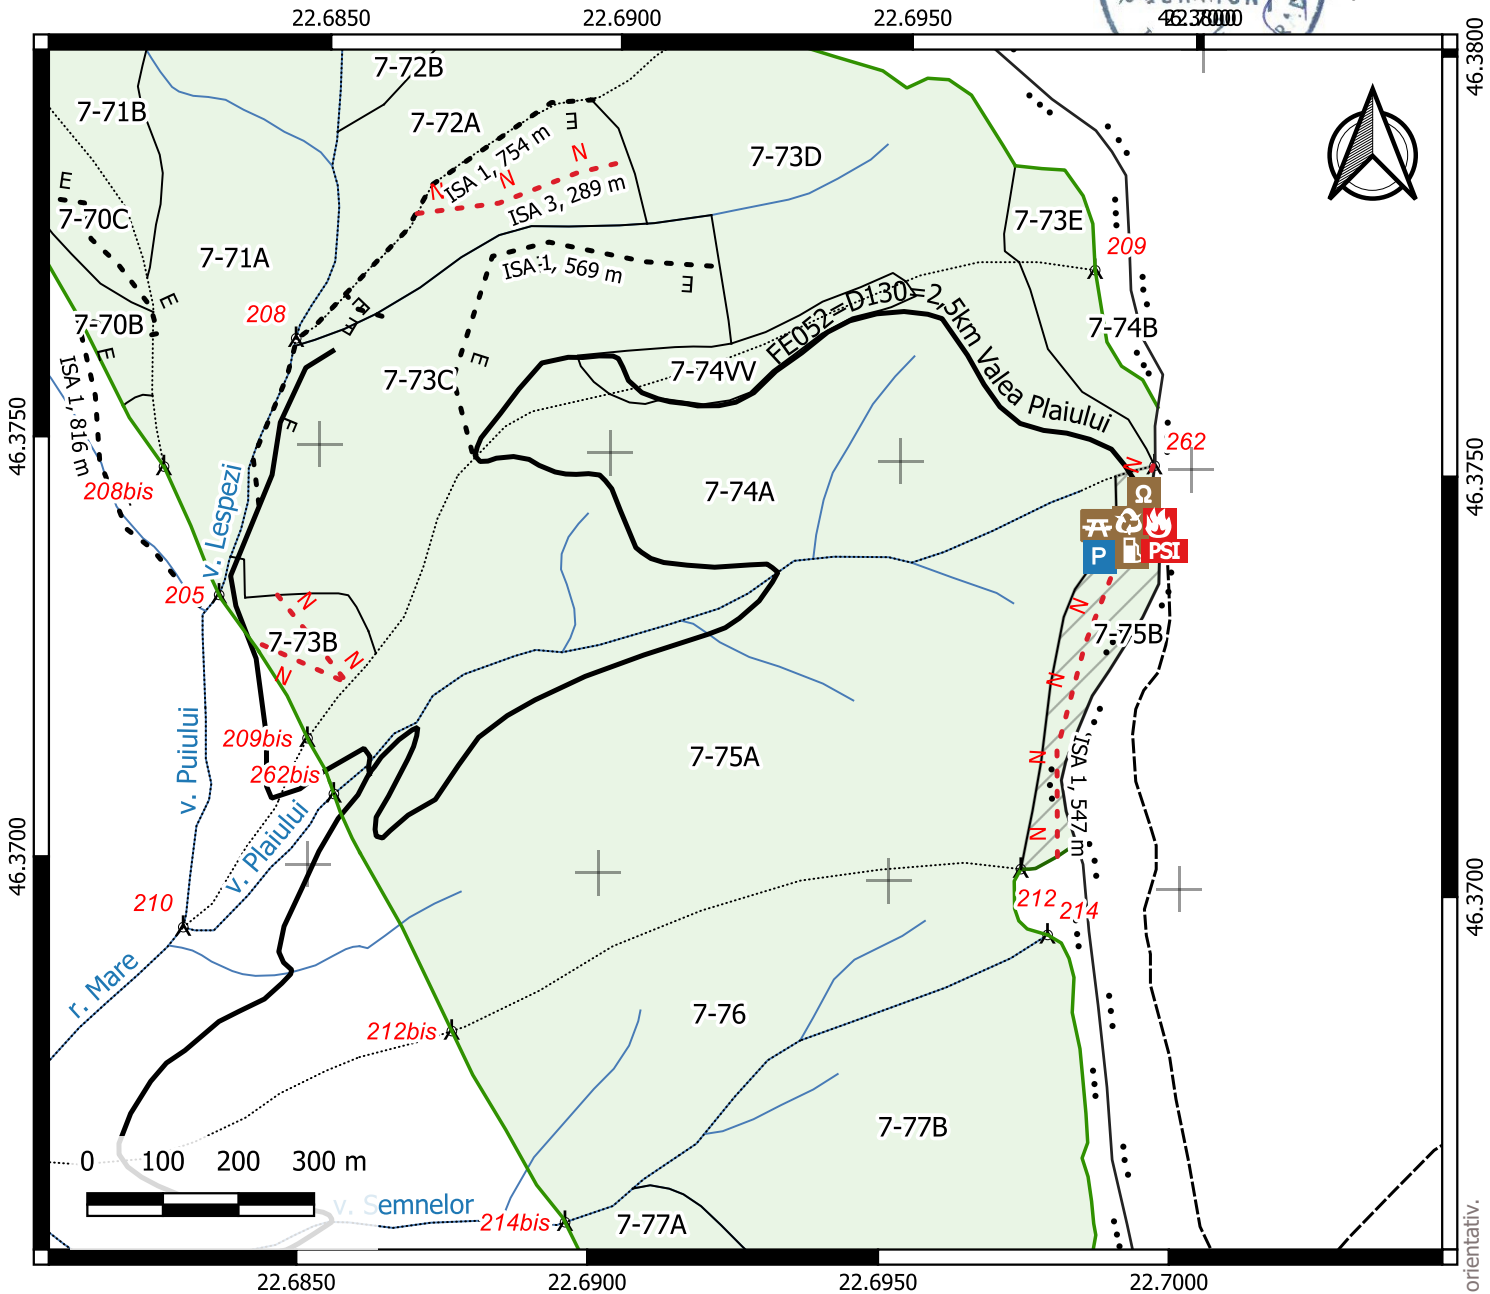 22.6850
22.6900
22.6950
22.7000
46.3800
46.3800
7-72B
7-71B
7-72A
E
7-73D
ISA 1, 754 m
N
N
N
E
ISA 3, 289 m
7-70C
7-73E
209
7-71A
ISA 1, 569 m
E
E
208
7-70B
E
FE052=D130=2,5km Valea Plaiului
7-74B
E
ISA 1, 816 m
E
7-73C
7-74VV
46.3750
E
262
N
46.3750
208bis
7-74A
Ω
v. Lespezi
P
PSI
205
N
N
7-73B
7-75B
N
N
N
209bis
v. Puiului
7-75A
N
262bis
ISA 1, 547 m
v. Plaiului
N
46.3700
210
212
214
46.3700
r. Mare
7-76
212bis
7-77B
0
100
200
300 m
v. Semnelor
214bis
7-77A
orientativ.
22.6850
22.6900
22.6950
22.7000